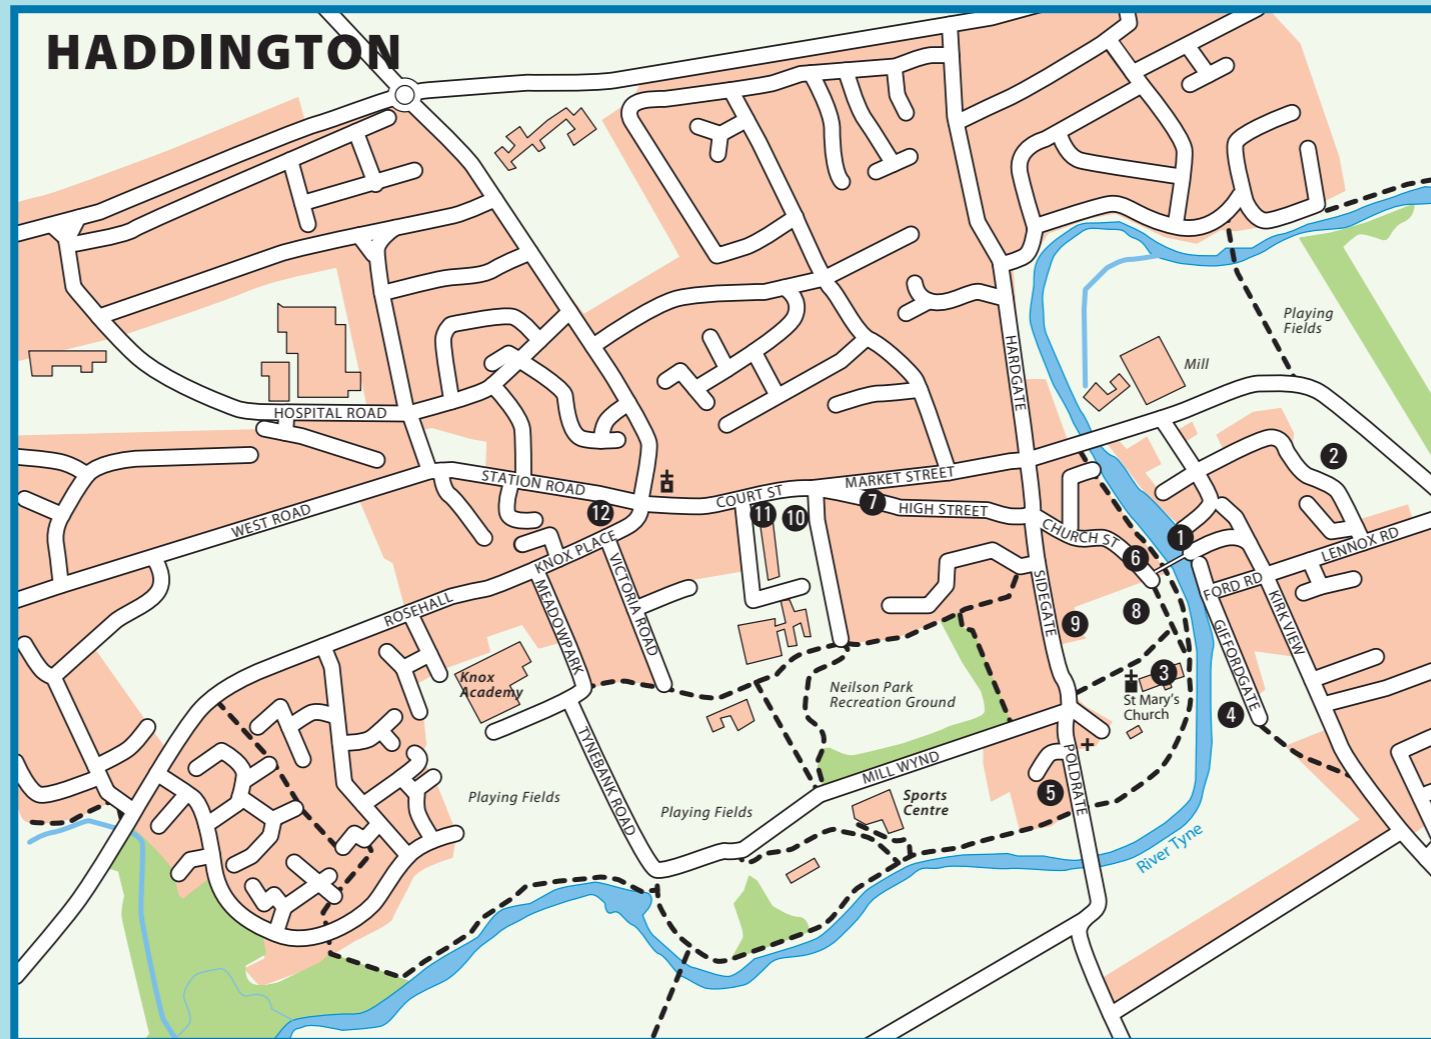 HADDINGTON
Playing
Fields
HARDGATE
Mill
HOSPITAL ROAD
2
STATION ROAD
MARKET STREET
COURT ST
7
HIGH STREET
12
11
10
WEST ROAD
CHURCH ST
1
LENNOX RD
KNOX PLACE
6
FORD RD
VICTORIA ROAD
MEADOWPARK
SIDEGATE
KIRK VIEW
ROSEHALL
8
9
GIFFORDGATE
Knox
Academy
3
Neilson Park
Recreation Ground
St Mary's
Church
4
TYNEBANK ROAD
MILL WYND
POLDRATE
5
Playing Fields
Playing Fields
Sports
Centre
River Tyne